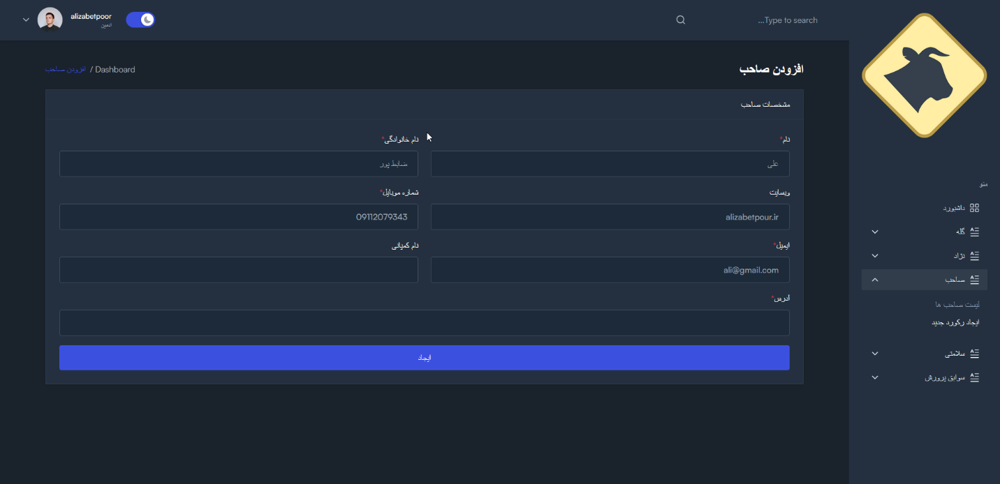 alizabetpoor
ادمین
Type to search...
افزودن صاحب
Dashboard / افزودن صاحب
مشخصات صاحب
نام*
نام خانوادگی*
علی
ضابط پور
وبسایت
شماره موبایل*
alizabetpour.ir
09112079343
ایمیل*
نام کمپانی
ali@gmail.com
آدرس*
ایجاد
منو
داشبورد
گله
نژاد
صاحب
لیست صاحب ها
ایجاد رکورد جدید
سلامتی
سوابق پرورش